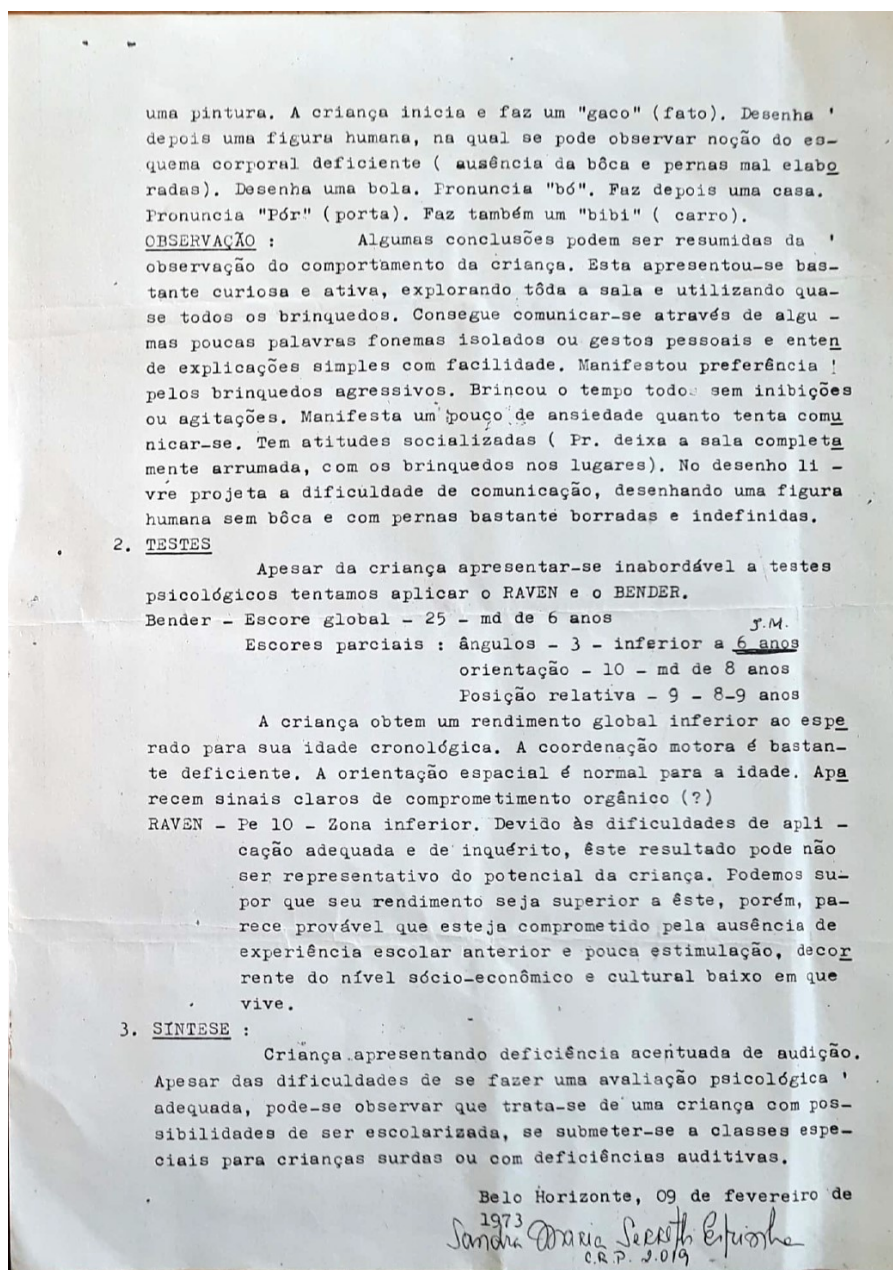 uma pintura. A criança inicia e faz um "gaco" (fato). Desenha '
depois uma figura humana, na qual se pode observar noção do es-
quema corporal deficiente ( ausência da bôca e pernas mal elabo
radas). Desenha uma bola. Pronuncia "bó". Faz depois uma casa.
Pronuncia "Pór" (porta). Faz também um "bibi" ( carro).
OBSERVAÇÃO : Algumas conclusões podem ser resumidas da '
observação do comportamento da criança. Esta apresentou-se bas-
tante curiosa e ativa, explorando tôda a sala e utilizando qua-
se todos os brinquedos. Consegue comunicar-se através de algu -
mas poucas palavras fonemas isolados ou gestos pessoais e enten
de explicações simples com facilidade. Manifestou preferência !
pelos brinquedos agressivos. Brincou o tempo todo sem inibições
ou agitações. Manifesta um pouço de ansiedade quanto tenta comu
nicar-se. Tem atitudes socializadas ( Pr. deixa a sala completa
mente arrumada, com os brinquedos nos lugares). No desenho li -
vre projeta a dificuldade de comunicação, desenhando uma figura
humana sem bôca e com pernas bastante borradas e indefinidas.
2. TESTES
Apesar da criança apresentar-se inabordável a testes
psicológicos tentamos aplicar o RAVEN e o BENDER.
Bender - Escore global - 25 - md de 6 anos
Escores parciais : ângulos - 3 - inferior a 6 anos
orientação - 10 - md de 8 anos
Posição relativa - 9 - 8-9 anos
A criança obtem um rendimento global inferior ao espe
rado para sua idade cronológica. A coordenação motora é bastan-
te deficiente. A orientação espacial é normal para a idade. Apa
recem sinais claros de comprometimento orgânico (?)
RAVEN - Pe 10 - Zona inferior. Devido às dificuldades de apli -
cação adequada e de inquérito, êste resultado pode não
ser representativo do potencial da criança. Podemos su-
por que seu rendimento seja superior a êste, porém, pa-
rece provável que esteja comprometido pela ausência de
experiência escolar anterior e pouca estimulação, decor
rente do nível sócio-econômico e cultural baixo em que
vive.
3. SÍNTESE :
Criança apresentando deficiência acentuada de audição.
Apesar das dificuldades de se fazer uma avaliação psicológica '
adequada, pode-se observar que trata-se de uma criança com pos-
sibilidades de ser escolarizada, se submeter-se a classes espe-
ciais para crianças surdas ou com deficiências auditivas.
Belo Horizonte, 09 de fevereiro de
1973
Sandra Maria
C.R.P. 2.019